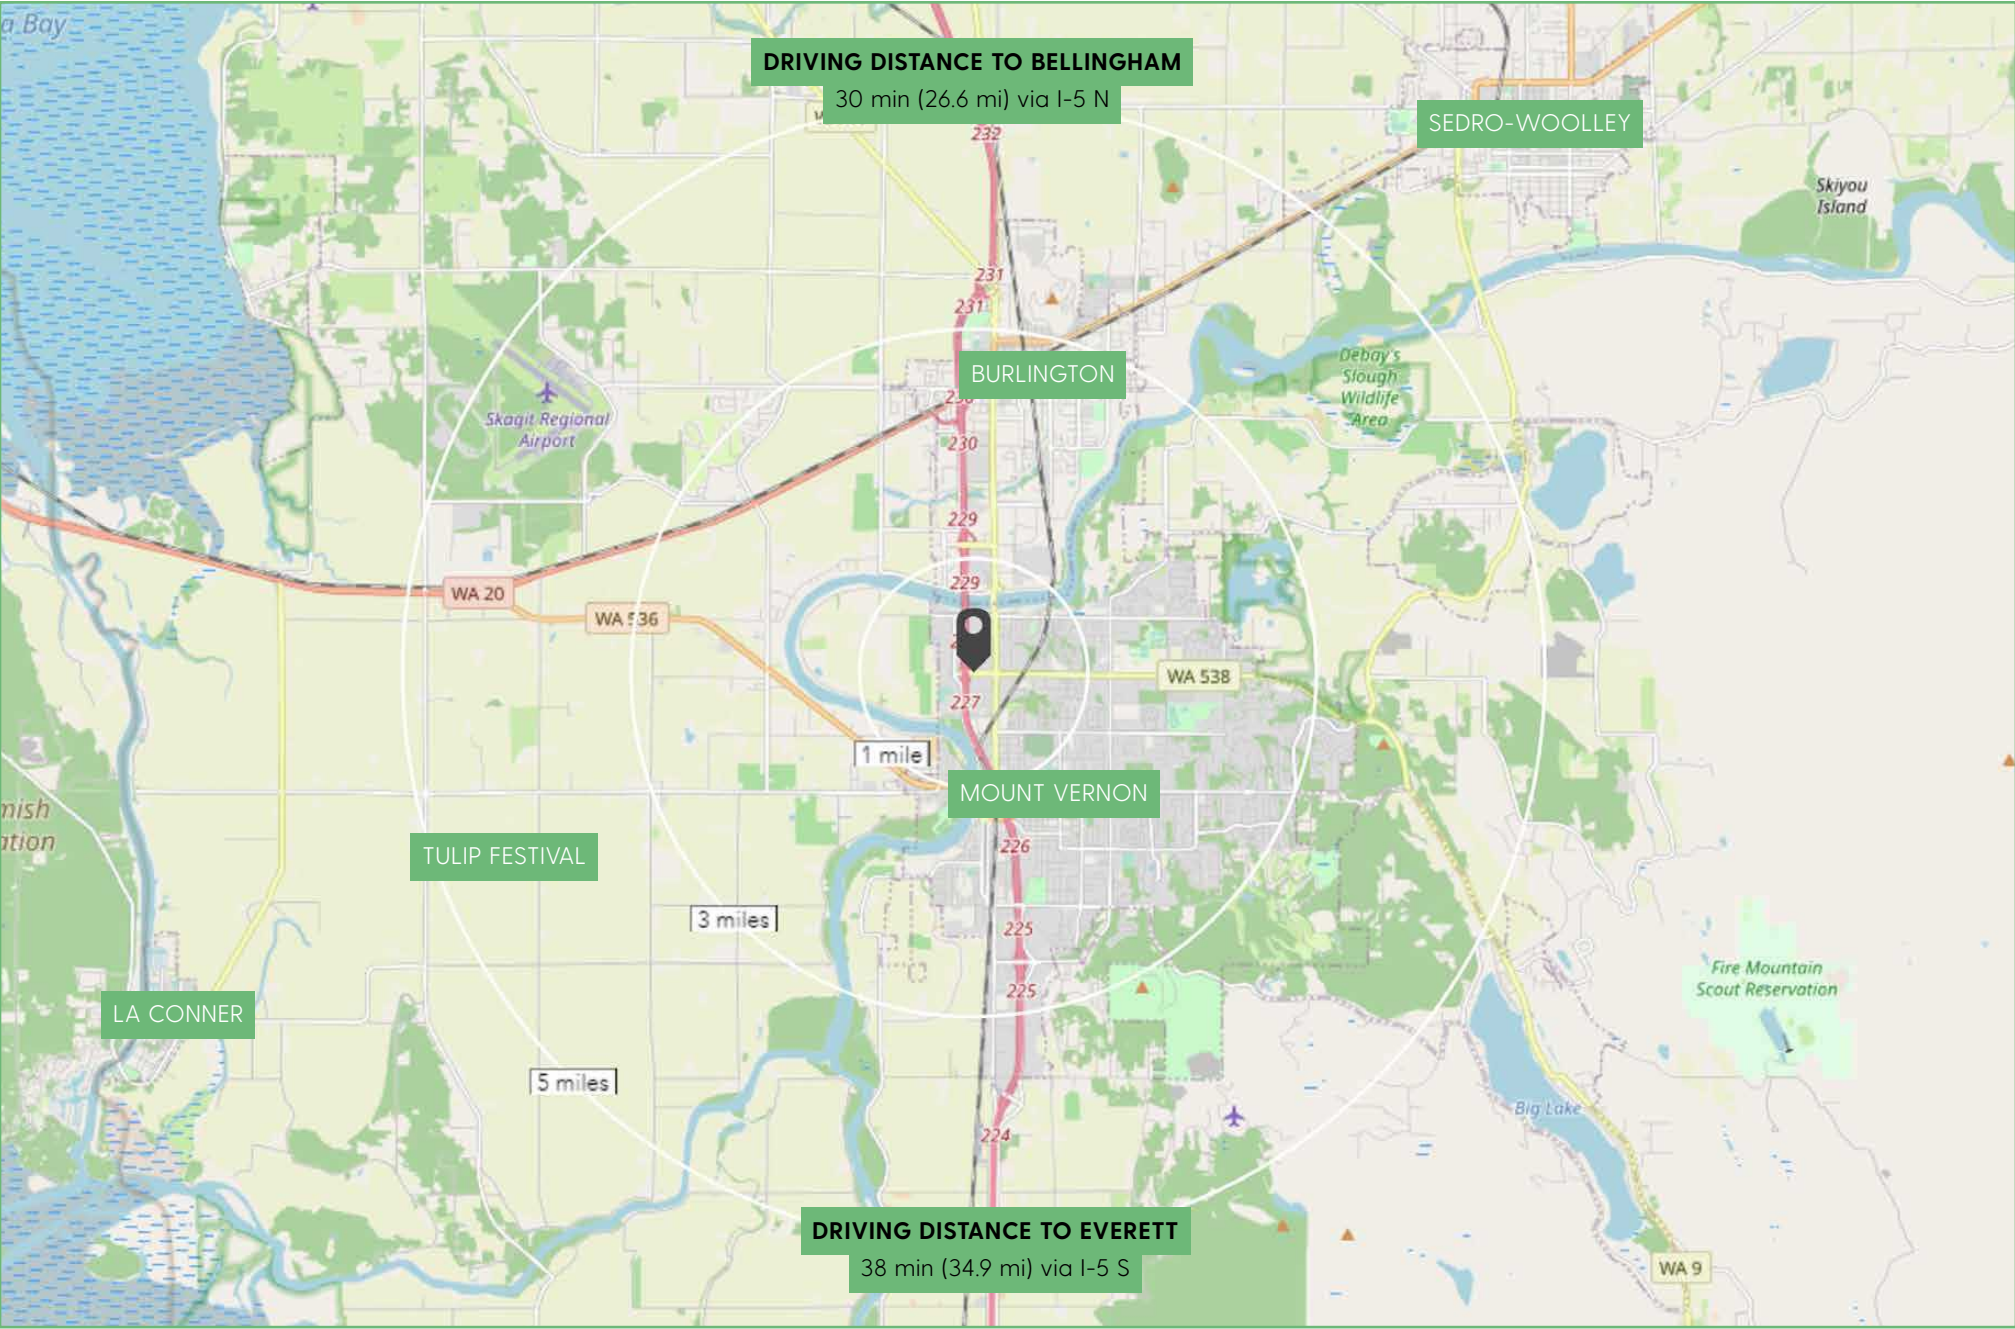 a Bay
DRIVING DISTANCE TO BELLINGHAM
30 min (26.6 mi) via I-5 N
232
SEDRO-WOOLLEY
Skiyou
Island
231
231
BURLINGTON
Debay's
Slough
Wildlife
Area
Skagit Regional
Airport
230
229
229
WA 20
WA 536
WA 538
227
1 mile
MOUNT VERNON
mish
ation
TULIP FESTIVAL
226
3 miles
225
Fire Mountain
Scout Reservation
225
LA CONNER
5 miles
Big Lake
224
DRIVING DISTANCE TO EVERETT
38 min (34.9 mi) via I-5 S
WA 9